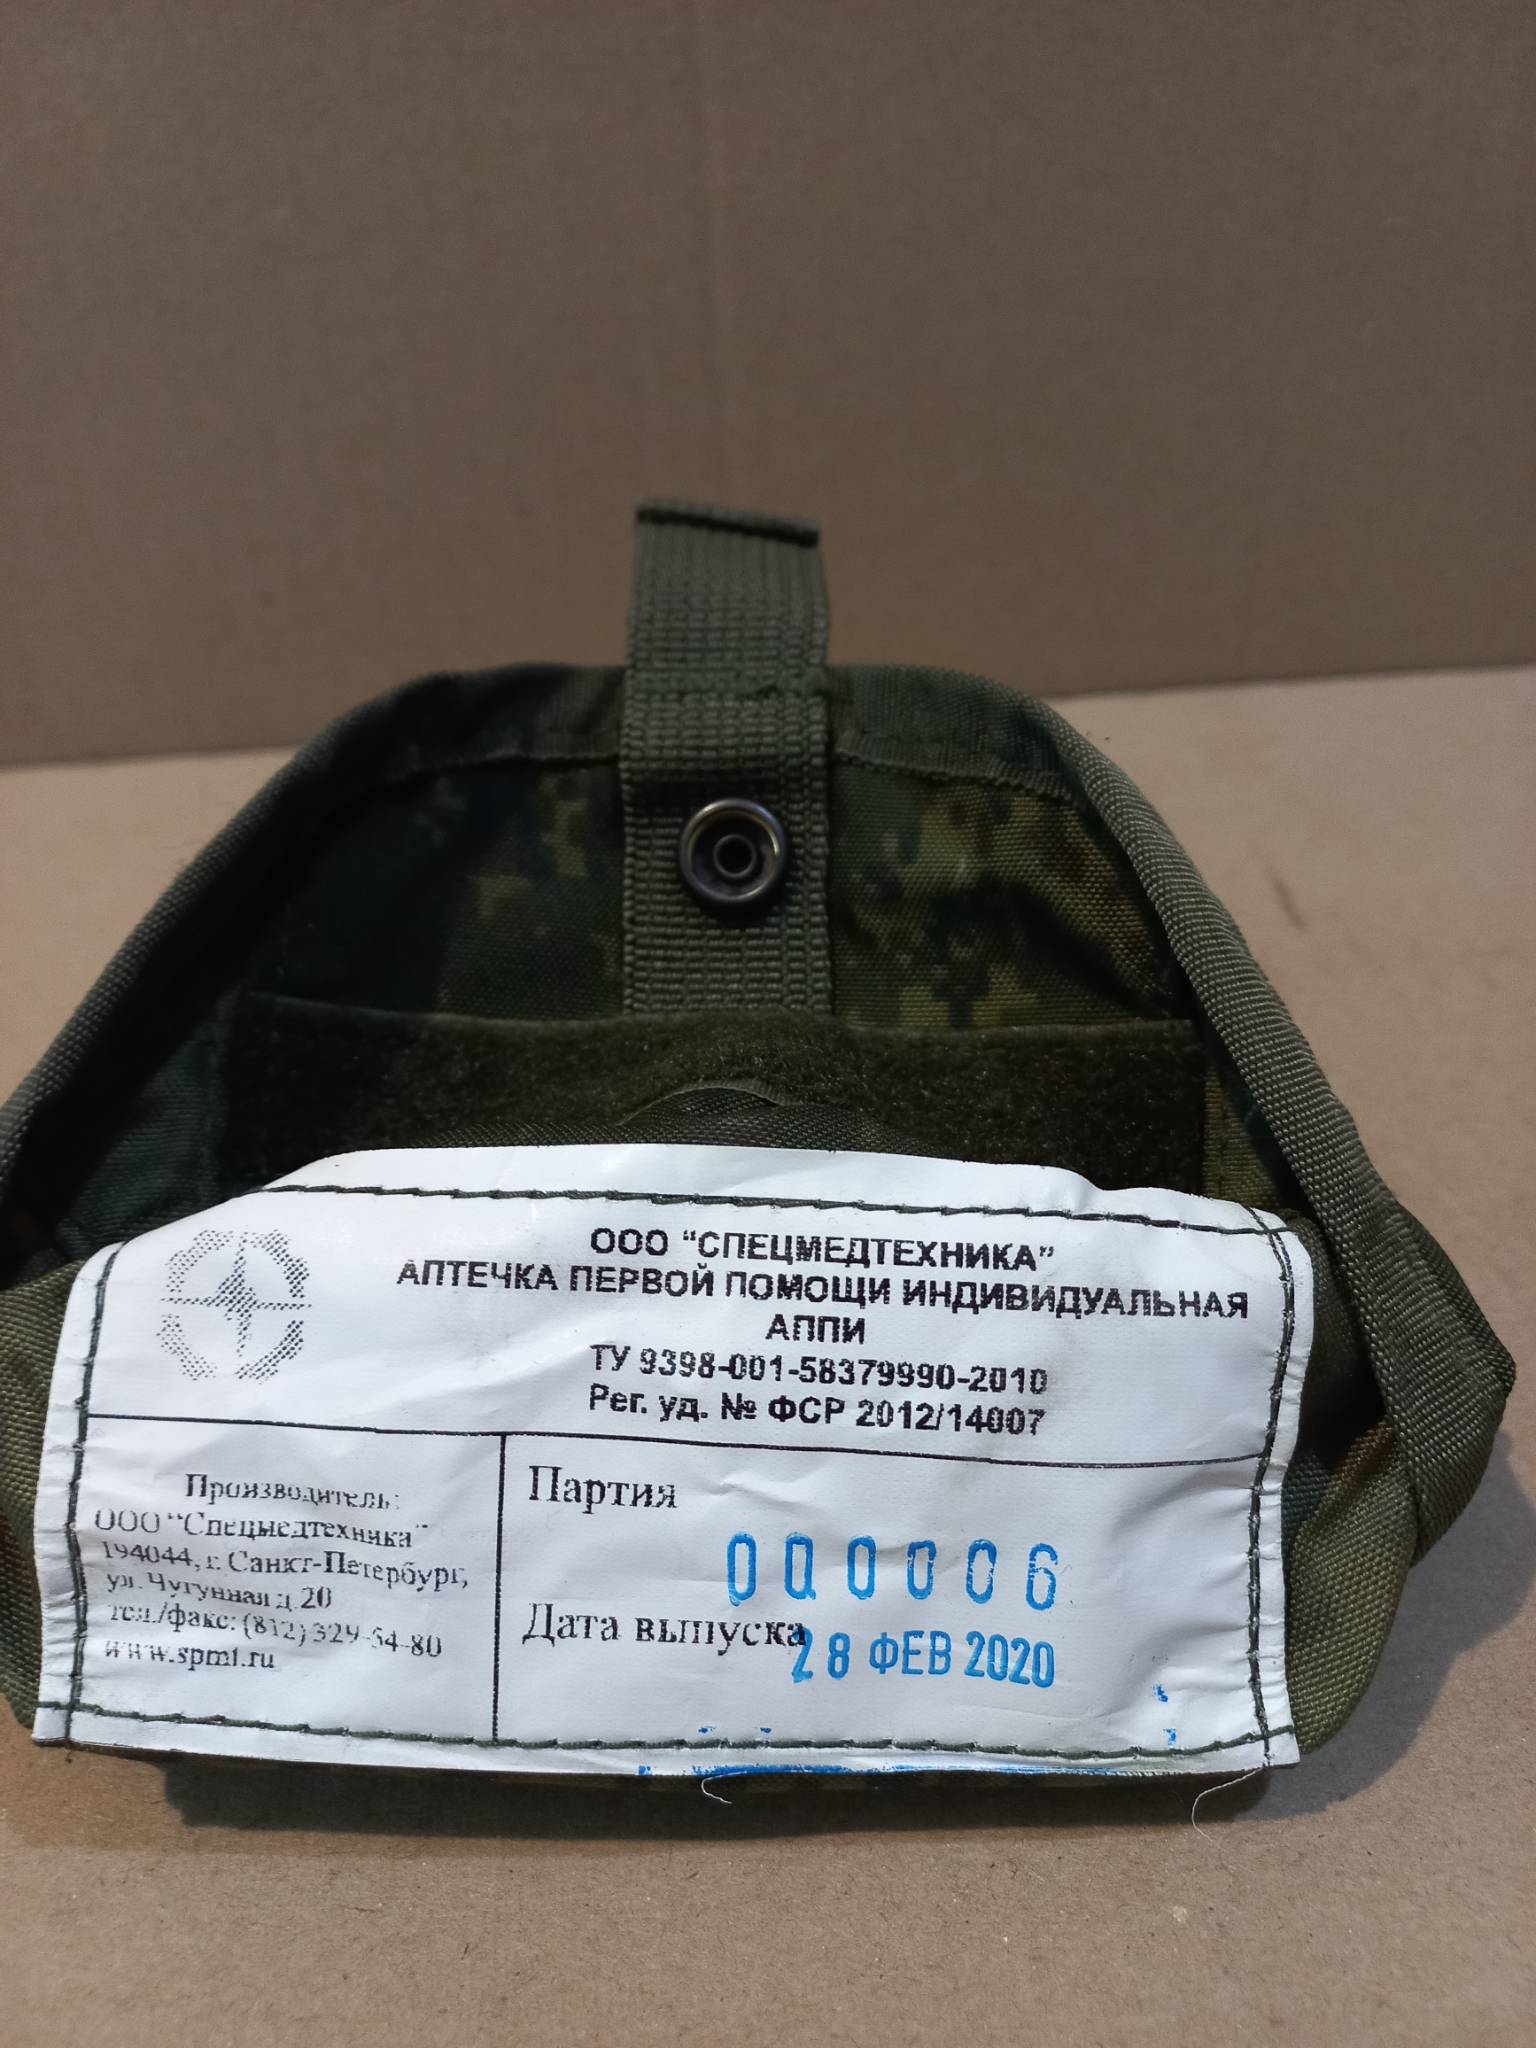 ООО “СПЕЦМЕДТЕХНИКА”
АПТЕЧКА ПЕРВОЙ ПОМОЩИ ИНДИВИДУАЛЬНАЯ
АППИ
ТУ 9398-001-58379990-2010
Рег. уд. № ФСР 2012/14007
Производитель:
ООО “Спецмедтехника”
194044, г. Санкт-Петербург,
ул. Чугунная д.20
тел./факс: (812) 329-54-80
www.spmt.ru
Партия
000006
Дата выпуска
28 ФЕВ 2020